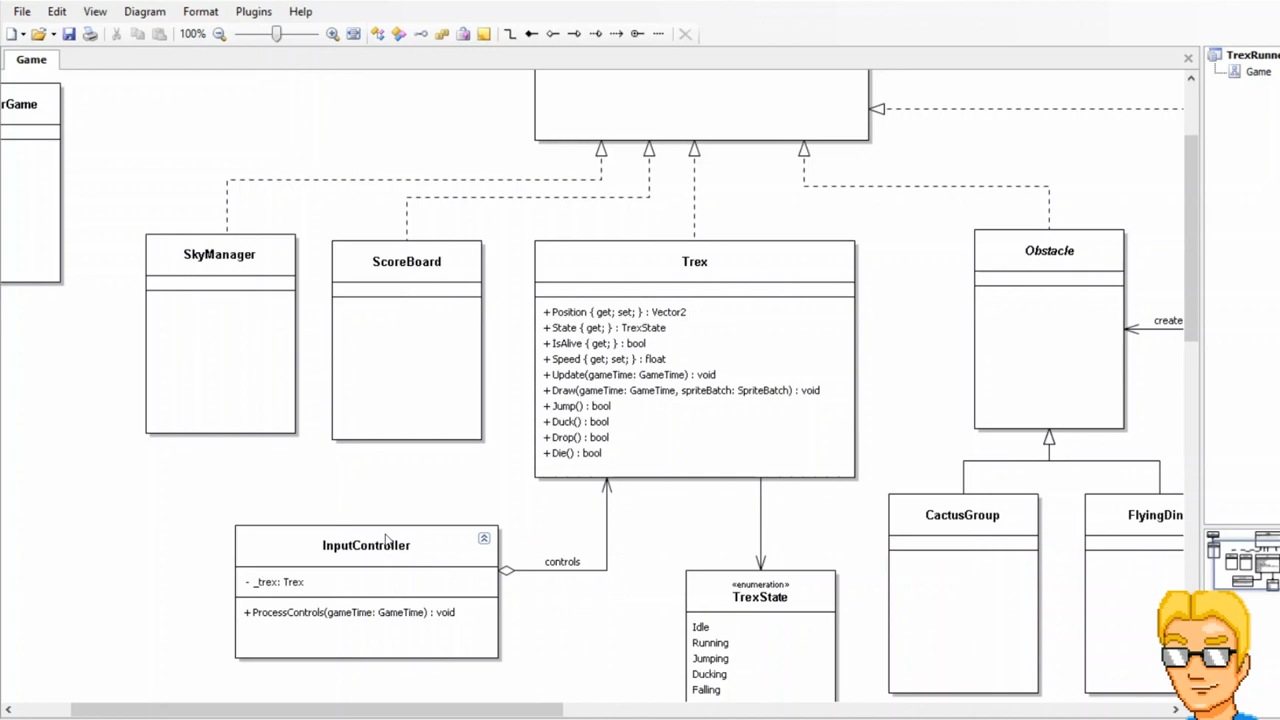 File Edit View Diagram Format Plugins Help
100%
Game
TrexRunn
Game
rGame
SkyManager
ScoreBoard
Trex
+ Position { get; set; } : Vector2
+ State { get; } : TrexState
+ IsAlive { get; } : bool
+ Speed { get; set; } : float
+ Update(gameTime: GameTime) : void
+ Draw(gameTime: GameTime, spriteBatch: SpriteBatch) : void
+ Jump() : bool
+ Duck() : bool
+ Drop() : bool
+ Die() : bool
Obstacle
create
InputController
- _trex: Trex
+ ProcessControls(gameTime: GameTime) : void
controls
«enumeration»
TrexState
Idle
Running
Jumping
Ducking
Falling
CactusGroup
FlyingDin